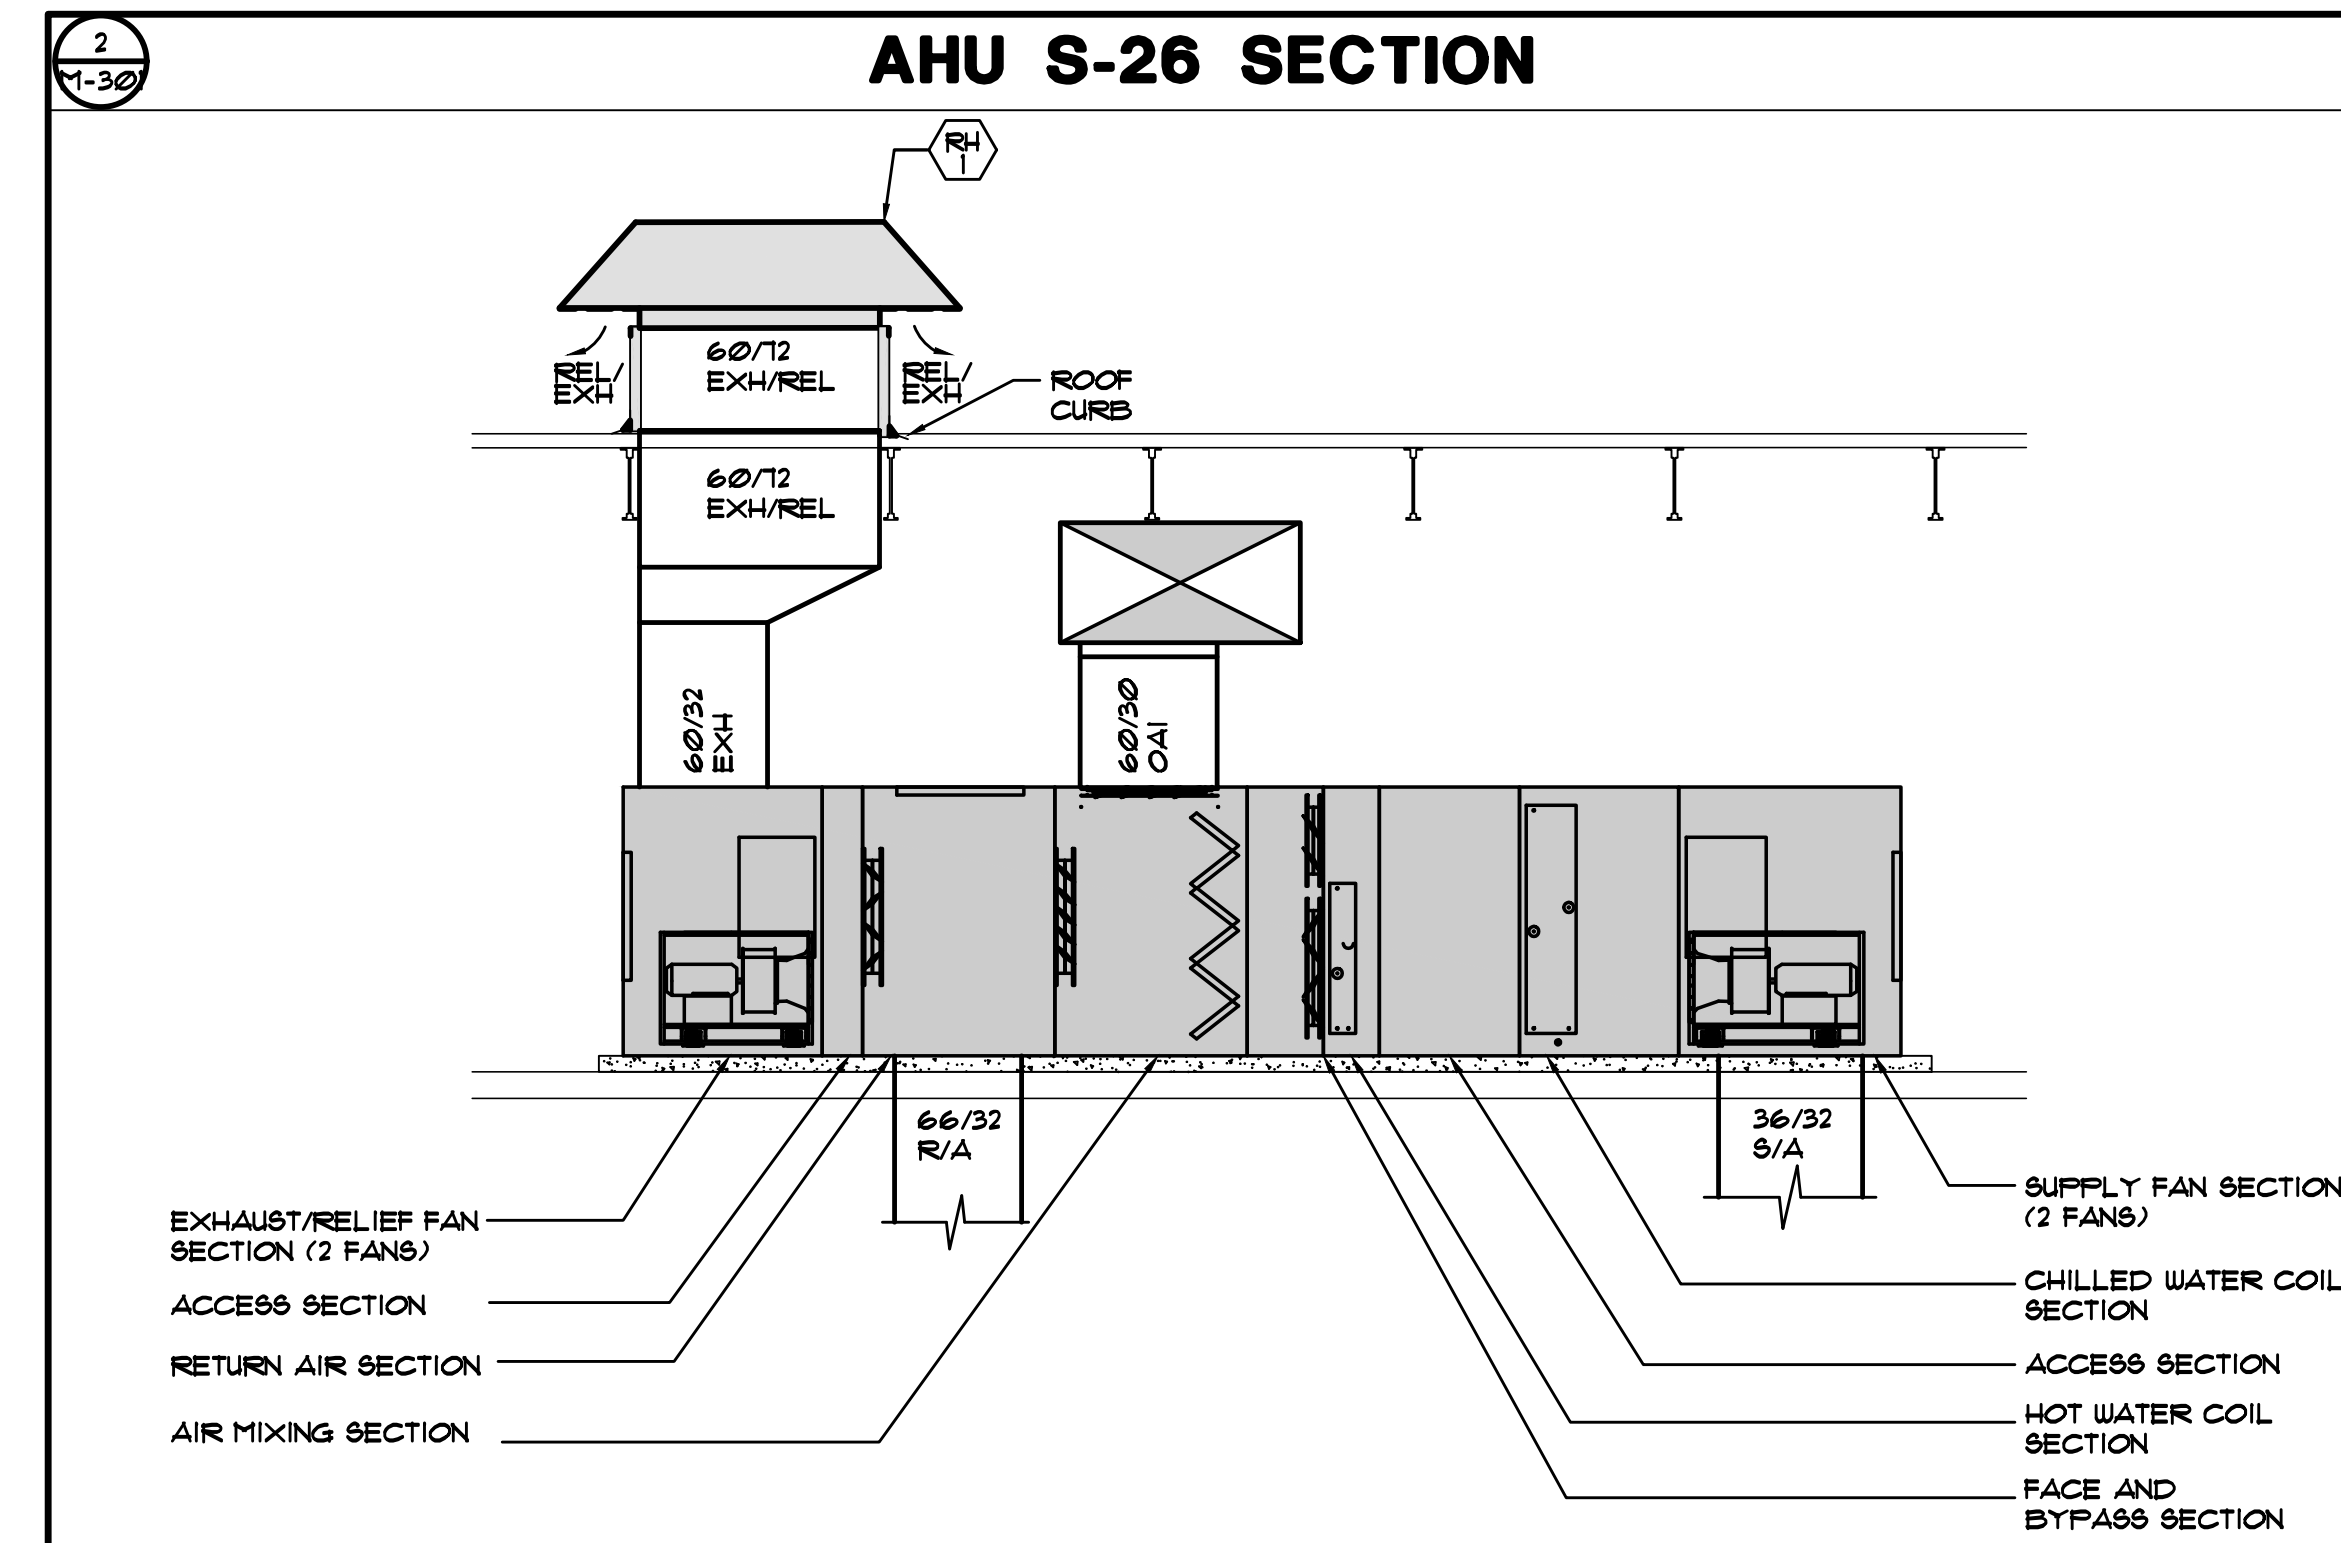 2
M-301
AHU S-26 SECTION
RH
1
60/72
EXH/REL
REL/
EXH
REL/
EXH
ROOF
CURB
60/72
EXH/REL
60/32
EXH
60/30
OAI
66/32
R/A
36/32
S/A
EXHAUST/RELIEF FAN
SECTION (2 FANS)
ACCESS SECTION
RETURN AIR SECTION
AIR MIXING SECTION
SUPPLY FAN SECTION
(2 FANS)
CHILLED WATER COIL
SECTION
ACCESS SECTION
HOT WATER COIL
SECTION
FACE AND
BYPASS SECTION